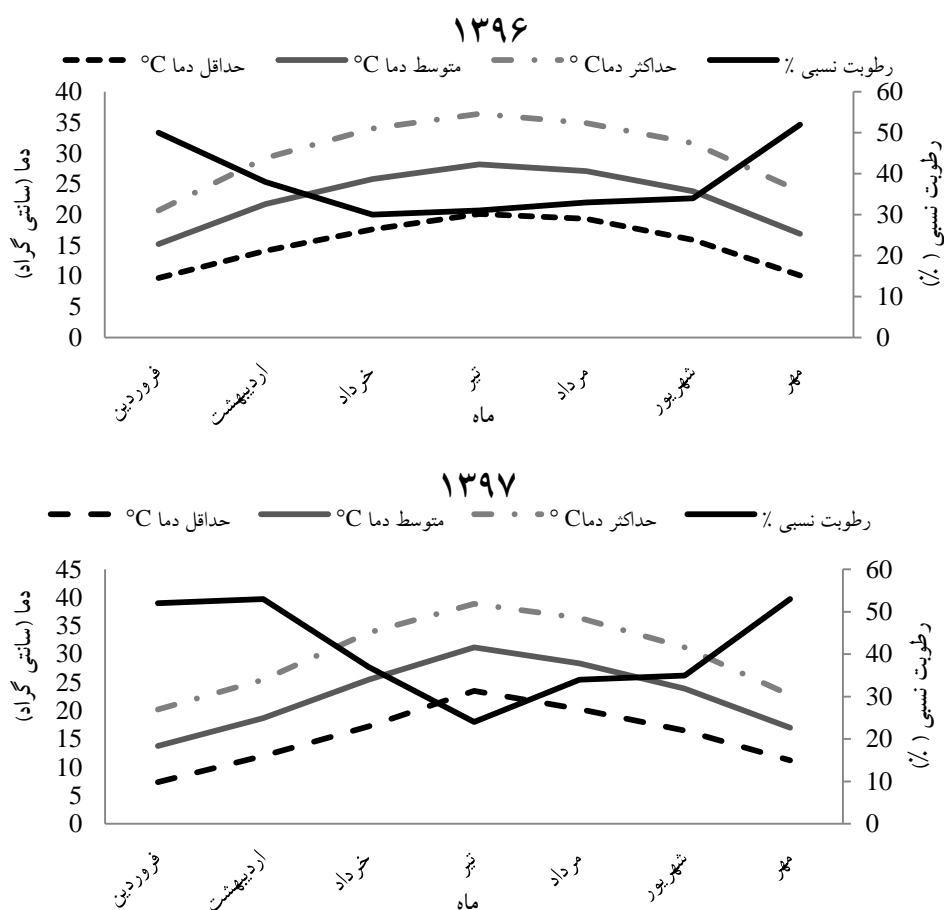 ۱۳۹۶
حداقل دما °C متوسط دما °C حداکثر دماC ° رطوبت نسبی ٪
دما (سانتی گراد)
40
35
30
25
20
15
10
5
0
رطوبت نسبی ( ٪)
60
50
40
30
20
10
0
فروردین
اردیبهشت
خرداد
تیر
مرداد
شهریور
مهر
ماه
۱۳۹۷
حداقل دما °C متوسط دما °C حداکثر دماC ° رطوبت نسبی ٪
دما (سانتی گراد)
45
40
35
30
25
20
15
10
5
0
رطوبت نسبی ( ٪)
60
50
40
30
20
10
0
فروردین
اردیبهشت
خرداد
تیر
مرداد
شهریور
مهر
ماه